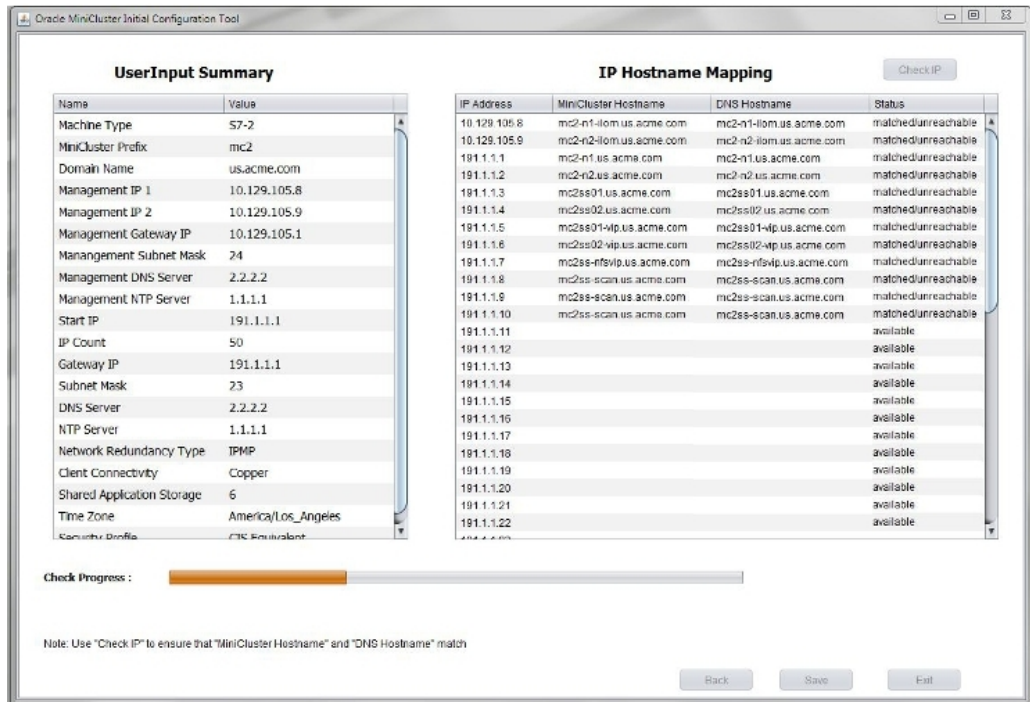 Oracle MiniCluster Initial Configuration Tool
UserInput Summary
Name Value
Machine Type S7-2
MiniCluster Prefix mc2
Domain Name us.acme.com
Management IP 1 10.129.105.8
Management IP 2 10.129.105.9
Management Gateway IP 10.129.105.1
Manangement Subnet Mask 24
Management DNS Server 2.2.2.2
Management NTP Server 1.1.1.1
Start IP 191.1.1.1
IP Count 50
Gateway IP 191.1.1.1
Subnet Mask 23
DNS Server 2.2.2.2
NTP Server 1.1.1.1
Network Redundancy Type IPMP
Client Connectivity Copper
Shared Application Storage 6
Time Zone America/Los_Angeles
Security Profile CIS Equivalent
IP Hostname Mapping
Check IP
IP Address MiniCluster Hostname DNS Hostname Status
10.129.105.8 mc2-n1-ilom.us.acme.com mc2-n1-ilom.us.acme.com matched/unreachable
10.129.105.9 mc2-n2-ilom.us.acme.com mc2-n2-ilom.us.acme.com matched/unreachable
191.1.1.1 mc2-n1.us.acme.com mc2-n1.us.acme.com matched/unreachable
191.1.1.2 mc2-n2.us.acme.com mc2-n2.us.acme.com matched/unreachable
191.1.1.3 mc2ss01.us.acme.com mc2ss01.us.acme.com matched/unreachable
191.1.1.4 mc2ss02.us.acme.com mc2ss02.us.acme.com matched/unreachable
191.1.1.5 mc2ss01-vip.us.acme.com mc2ss01-vip.us.acme.com matched/unreachable
191.1.1.6 mc2ss02-vip.us.acme.com mc2ss02-vip.us.acme.com matched/unreachable
191.1.1.7 mc2ss-nfsvip.us.acme.com mc2ss-nfsvip.us.acme.com matched/unreachable
191.1.1.8 mc2ss-scan.us.acme.com mc2ss-scan.us.acme.com matched/unreachable
191.1.1.9 mc2ss-scan.us.acme.com mc2ss-scan.us.acme.com matched/unreachable
191.1.1.10 mc2ss-scan.us.acme.com mc2ss-scan.us.acme.com matched/unreachable
191.1.1.11 available
191.1.1.12 available
191.1.1.13 available
191.1.1.14 available
191.1.1.15 available
191.1.1.16 available
191.1.1.17 available
191.1.1.18 available
191.1.1.19 available
191.1.1.20 available
191.1.1.21 available
191.1.1.22 available
Check Progress :
Note: Use "Check IP" to ensure that "MiniCluster Hostname" and "DNS Hostname" match
Back Save Exit